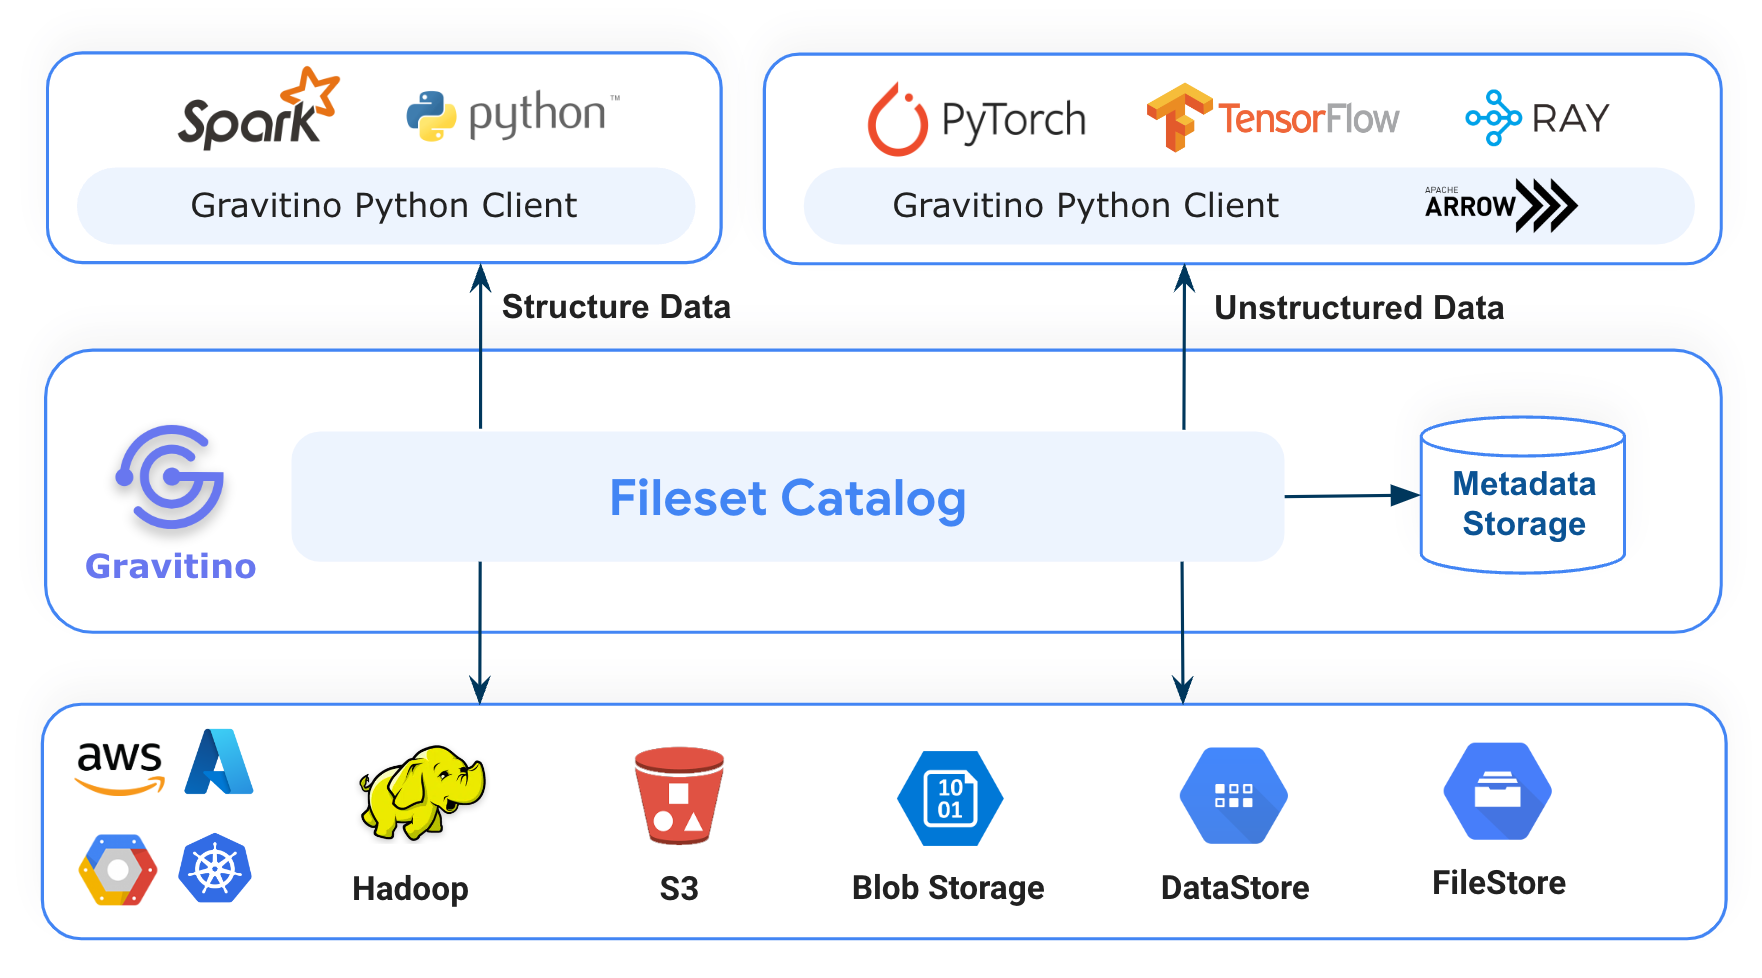 Spark
python™
PyTorch
TensorFlow
RAY
Gravitino Python Client
Gravitino Python Client
APACHE
ARROW
Structure Data
Unstructured Data
Gravitino
Fileset Catalog
Metadata
Storage
aws
10
01
Hadoop
S3
Blob Storage
DataStore
FileStore